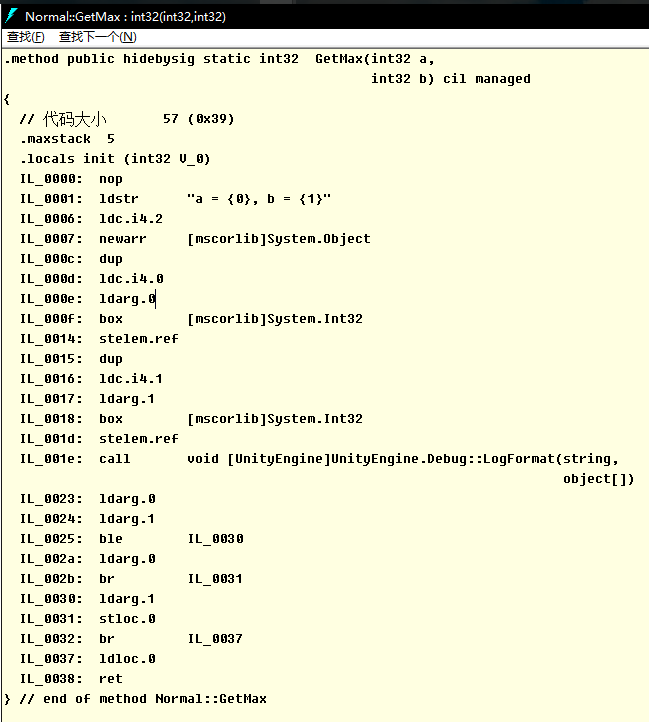 Normal::GetMax : int32(int32,int32)
查找(F) 查找下一个(N)
.method public hidebysig static int32  GetMax(int32 a,
                                              int32 b) cil managed
{
  // 代码大小       57 (0x39)
  .maxstack  5
  .locals init (int32 V_0)
  IL_0000:  nop
  IL_0001:  ldstr      "a = {0}, b = {1}"
  IL_0006:  ldc.i4.2
  IL_0007:  newarr     [mscorlib]System.Object
  IL_000c:  dup
  IL_000d:  ldc.i4.0
  IL_000e:  ldarg.0
  IL_000f:  box        [mscorlib]System.Int32
  IL_0014:  stelem.ref
  IL_0015:  dup
  IL_0016:  ldc.i4.1
  IL_0017:  ldarg.1
  IL_0018:  box        [mscorlib]System.Int32
  IL_001d:  stelem.ref
  IL_001e:  call       void [UnityEngine]UnityEngine.Debug::LogFormat(string,
                                                                      object[])
  IL_0023:  ldarg.0
  IL_0024:  ldarg.1
  IL_0025:  ble        IL_0030
  IL_002a:  ldarg.0
  IL_002b:  br         IL_0031
  IL_0030:  ldarg.1
  IL_0031:  stloc.0
  IL_0032:  br         IL_0037
  IL_0037:  ldloc.0
  IL_0038:  ret
} // end of method Normal::GetMax